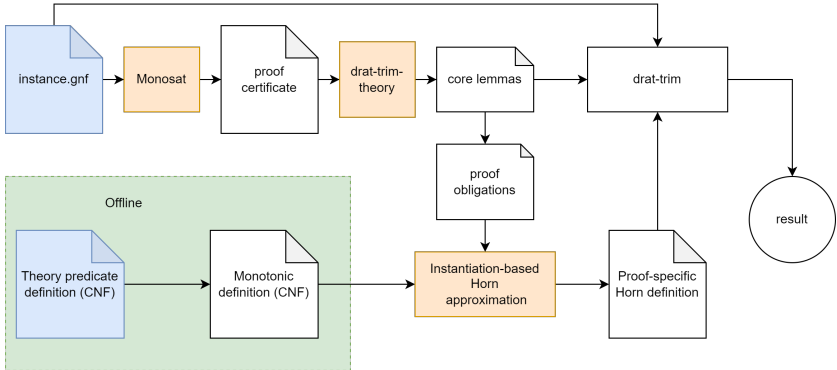 instance.gnf
Monosat
proof
certificate
drat-trim-
theory
core lemmas
drat-trim
proof
obligations
result
Offline
Theory predicate
definition (CNF)
Monotonic
definition (CNF)
Instantiation-based
Horn
approximation
Proof-specific
Horn definition